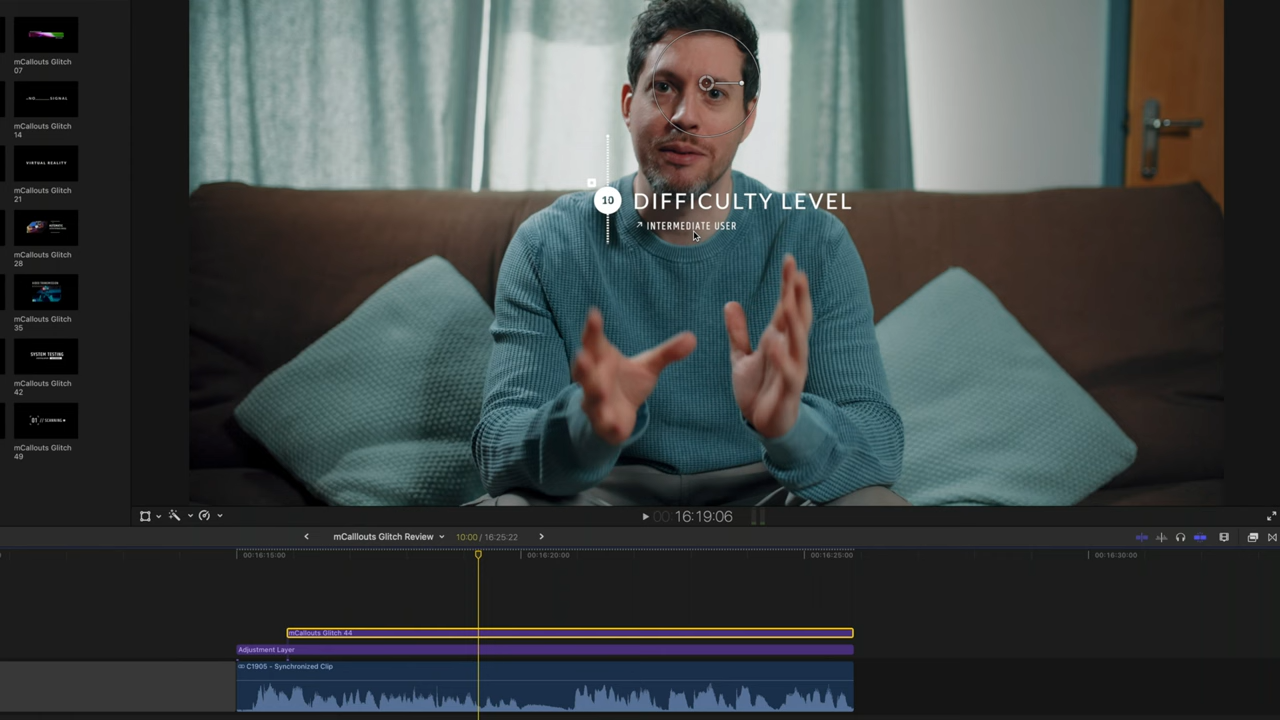 mCallouts Glitch
07
mCallouts Glitch
14
VIRTUAL REALITY
mCallouts Glitch
21
mCallouts Glitch
28
mCallouts Glitch
35
SYSTEM TESTING
mCallouts Glitch
42
mCallouts Glitch
49
10 DIFFICULTY LEVEL
↗ INTERMEDIATE USER
00:16:19:06
mCalllouts Glitch Review
10:00 / 16:25:22
00:16:15:00
00:16:20:00
00:16:25:00
00:16:30:00
mCallouts Glitch 44
Adjustment Layer
C1905 - Synchronized Clip